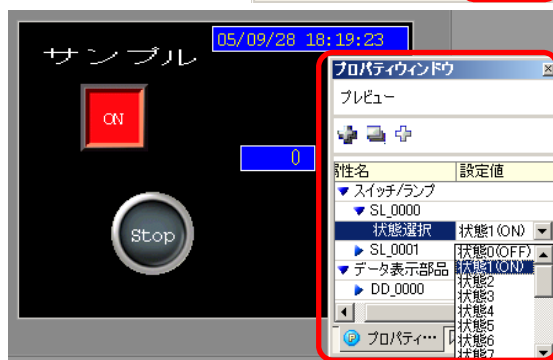 サンプル
05/09/28 18:19:23
ON
0
Stop
プロパティウィンドウ
プレビュー
属性名 設定値
スイッチ/ランプ
SL_0000
状態選択 状態1(ON)
SL_0001
データ表示部品
DD_0000
状態0(OFF)
状態1(ON)
状態2
状態3
状態4
状態5
状態6
状態7
プロパティ…